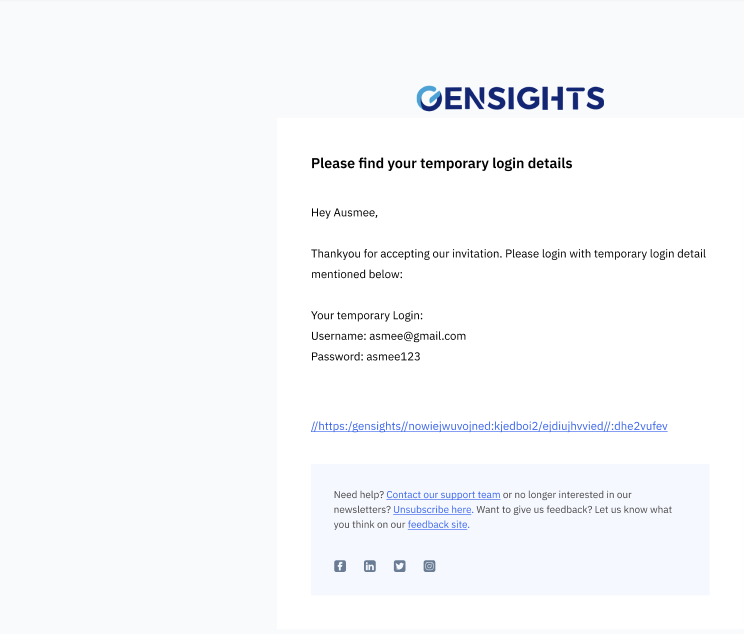 GENSIGHTS
Please find your temporary login details
Hey Ausmee,
Thankyou for accepting our invitation. Please login with temporary login detail
mentioned below:
Your temporary Login:
Username: asmee@gmail.com
Password: asmee123
//https:/gensights//nowiejwuvojned:kjedboi2/ejdiujhvvied//:dhe2vufev
Need help? Contact our support team or no longer interested in our
newsletters? Unsubscribe here. Want to give us feedback? Let us know what
you think on our feedback site.